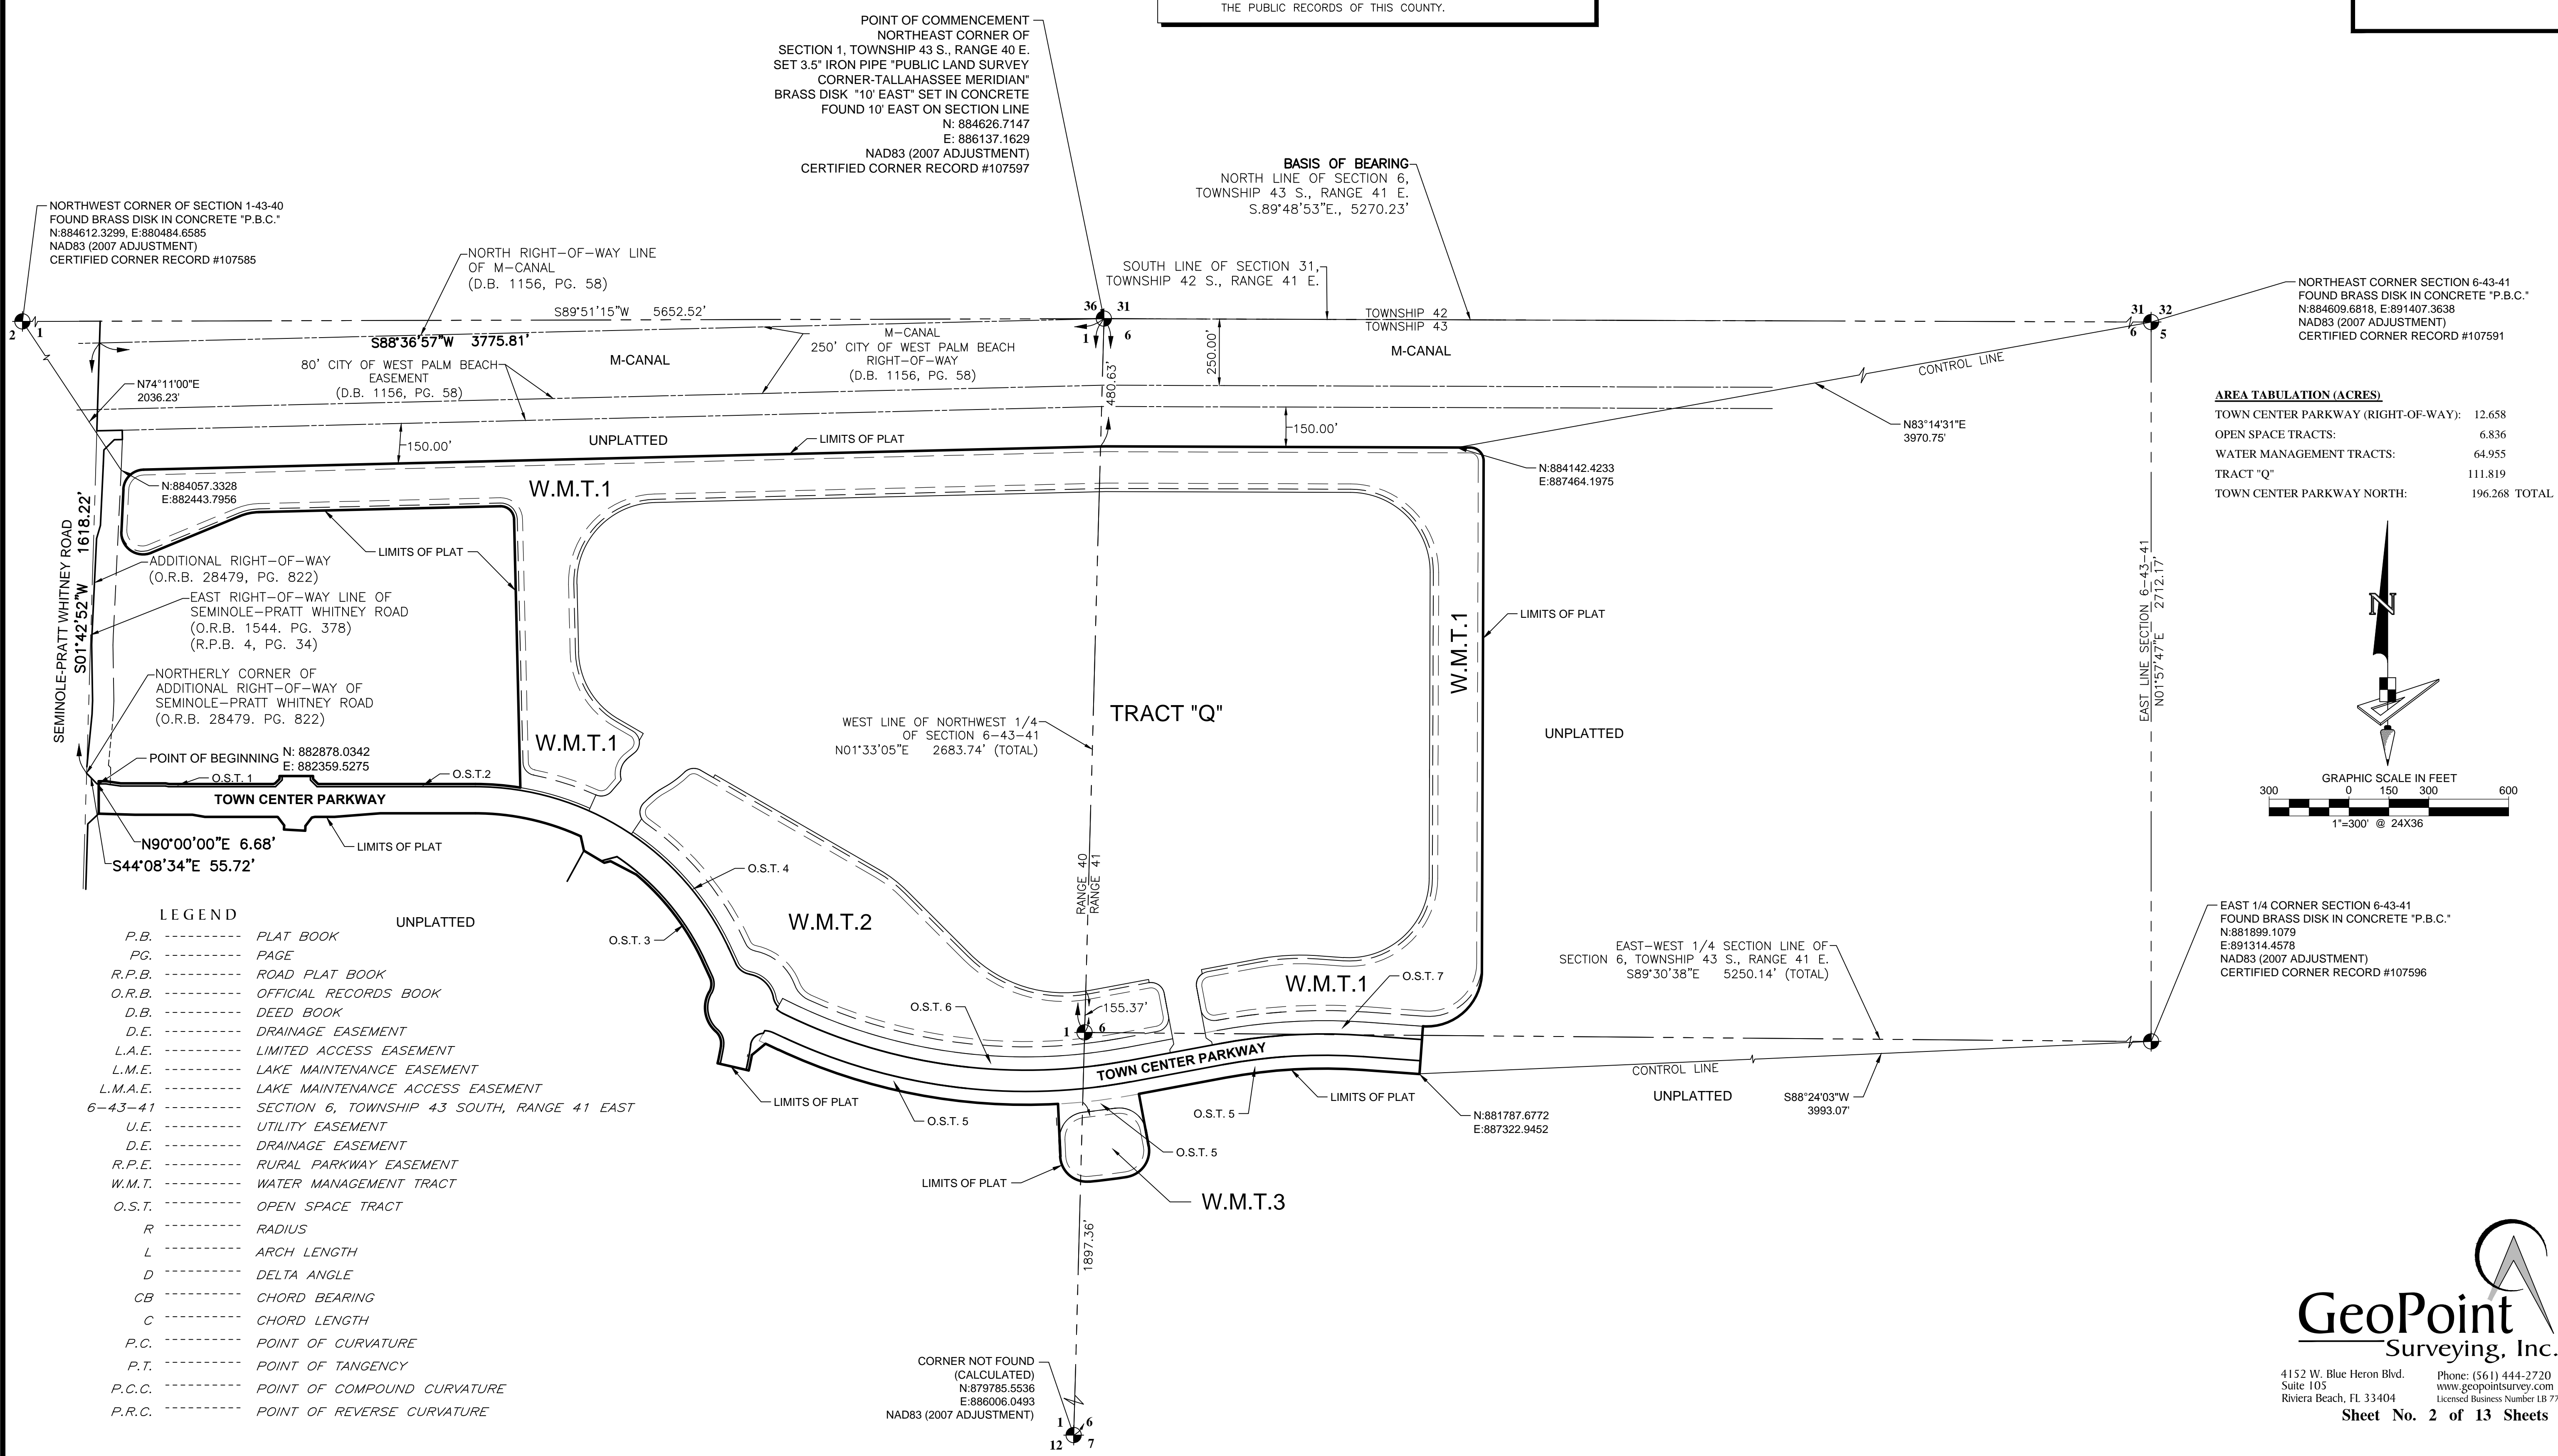 THE PUBLIC RECORDS OF THIS COUNTY.
POINT OF COMMENCEMENT
NORTHEAST CORNER OF
SECTION 1, TOWNSHIP 43 S., RANGE 40 E.
SET 3.5" IRON PIPE "PUBLIC LAND SURVEY
CORNER-TALLAHASSEE MERIDIAN"
BRASS DISK "10' EAST" SET IN CONCRETE
FOUND 10' EAST ON SECTION LINE
N: 884626.7147
E: 886137.1629
NAD83 (2007 ADJUSTMENT)
CERTIFIED CORNER RECORD #107597
BASIS OF BEARING
NORTH LINE OF SECTION 6,
TOWNSHIP 43 S., RANGE 41 E.
S.89°48'53"E., 5270.23'
NORTHWEST CORNER OF SECTION 1-43-40
FOUND BRASS DISK IN CONCRETE "P.B.C."
N:884612.3299, E:880484.6585
NAD83 (2007 ADJUSTMENT)
CERTIFIED CORNER RECORD #107585
NORTH RIGHT-OF-WAY LINE
OF M-CANAL
(D.B. 1156, PG. 58)
SOUTH LINE OF SECTION 31,
TOWNSHIP 42 S., RANGE 41 E.
NORTHEAST CORNER SECTION 6-43-41
FOUND BRASS DISK IN CONCRETE "P.B.C."
N:884609.6818, E:891407.3638
NAD83 (2007 ADJUSTMENT)
CERTIFIED CORNER RECORD #107591
S89°51'15"W 5652.52'
36 31
1 6
TOWNSHIP 42
TOWNSHIP 43
31 32
6 5
2 1
S88°36'57"W 3775.81'
M-CANAL
M-CANAL
250' CITY OF WEST PALM BEACH
RIGHT-OF-WAY
(D.B. 1156, PG. 58)
250.00'
M-CANAL
80' CITY OF WEST PALM BEACH
EASEMENT
(D.B. 1156, PG. 58)
480.63'
CONTROL LINE
N74°11'00"E
2036.23'
N83°14'31"E
3970.75'
AREA TABULATION (ACRES)
TOWN CENTER PARKWAY (RIGHT-OF-WAY): 12.658
OPEN SPACE TRACTS: 6.836
WATER MANAGEMENT TRACTS: 64.955
TRACT "Q" 111.819
TOWN CENTER PARKWAY NORTH: 196.268 TOTAL
150.00'
UNPLATTED
LIMITS OF PLAT
150.00'
N:884057.3328
E:882443.7956
W.M.T.1
N:884142.4233
E:887464.1975
SEMINOLE-PRATT WHITNEY ROAD
S01°42'52"W 1618.22'
LIMITS OF PLAT
ADDITIONAL RIGHT-OF-WAY
(O.R.B. 28479, PG. 822)
EAST RIGHT-OF-WAY LINE OF
SEMINOLE-PRATT WHITNEY ROAD
(O.R.B. 1544. PG. 378)
(R.P.B. 4, PG. 34)
NORTHERLY CORNER OF
ADDITIONAL RIGHT-OF-WAY OF
SEMINOLE-PRATT WHITNEY ROAD
(O.R.B. 28479. PG. 822)
W.M.T.1
LIMITS OF PLAT
EAST LINE SECTION 6-43-41
N01°57'47"E 2712.17'
N
WEST LINE OF NORTHWEST 1/4
OF SECTION 6-43-41
N01°33'05"E 2683.74' (TOTAL)
TRACT "Q"
W.M.T.1
UNPLATTED
POINT OF BEGINNING
N: 882878.0342
E: 882359.5275
O.S.T. 1
O.S.T.2
TOWN CENTER PARKWAY
N90°00'00"E 6.68'
S44°08'34"E 55.72'
LIMITS OF PLAT
GRAPHIC SCALE IN FEET
300 0 150 300 600
1"=300' @ 24X36
O.S.T. 4
RANGE 40
RANGE 41
W.M.T.2
O.S.T. 3
UNPLATTED
LEGEND
P.B. PLAT BOOK
PG. PAGE
R.P.B. ROAD PLAT BOOK
O.R.B. OFFICIAL RECORDS BOOK
D.B. DEED BOOK
D.E. DRAINAGE EASEMENT
L.A.E. LIMITED ACCESS EASEMENT
L.M.E. LAKE MAINTENANCE EASEMENT
L.M.A.E. LAKE MAINTENANCE ACCESS EASEMENT
6-43-41 SECTION 6, TOWNSHIP 43 SOUTH, RANGE 41 EAST
U.E. UTILITY EASEMENT
D.E. DRAINAGE EASEMENT
R.P.E. RURAL PARKWAY EASEMENT
W.M.T. WATER MANAGEMENT TRACT
O.S.T. OPEN SPACE TRACT
R RADIUS
L ARCH LENGTH
D DELTA ANGLE
CB CHORD BEARING
C CHORD LENGTH
P.C. POINT OF CURVATURE
P.T. POINT OF TANGENCY
P.C.C. POINT OF COMPOUND CURVATURE
P.R.C. POINT OF REVERSE CURVATURE
EAST 1/4 CORNER SECTION 6-43-41
FOUND BRASS DISK IN CONCRETE "P.B.C."
N:881899.1079
E:891314.4578
NAD83 (2007 ADJUSTMENT)
CERTIFIED CORNER RECORD #107596
EAST-WEST 1/4 SECTION LINE OF
SECTION 6, TOWNSHIP 43 S., RANGE 41 E.
S89°30'38"E 5250.14' (TOTAL)
W.M.T.1
O.S.T. 7
O.S.T. 6
155.37'
1 6
TOWN CENTER PARKWAY
CONTROL LINE
UNPLATTED
S88°24'03"W
3993.07'
LIMITS OF PLAT
O.S.T. 5
O.S.T. 5
LIMITS OF PLAT
N:881787.6772
E:887322.9452
O.S.T. 5
LIMITS OF PLAT
W.M.T.3
1897.36'
CORNER NOT FOUND
(CALCULATED)
N:879785.5536
E:886006.0493
NAD83 (2007 ADJUSTMENT)
1 6
12 7
GeoPoint
Surveying, Inc.
4152 W. Blue Heron Blvd.
Suite 105
Riviera Beach, FL 33404
Phone: (561) 444-2720
www.geopointsurvey.com
Licensed Business Number LB 77
Sheet No. 2 of 13 Sheets